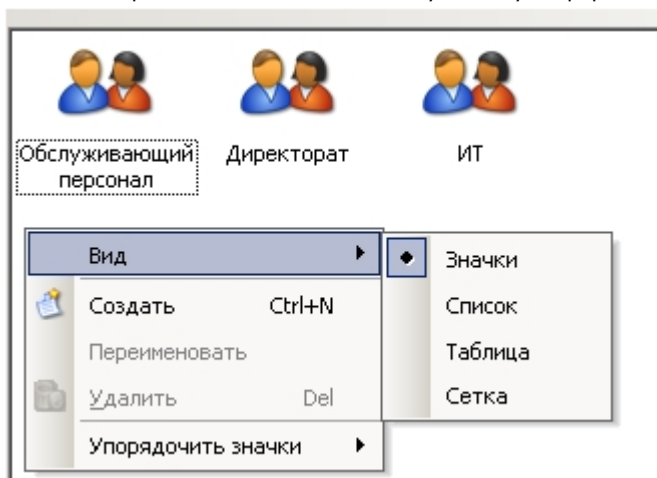 Обслуживающий
персонал
Директорат
ИТ
Вид
Создать Ctrl+N
Переименовать
Удалить Del
Упорядочить значки
Значки
Список
Таблица
Сетка